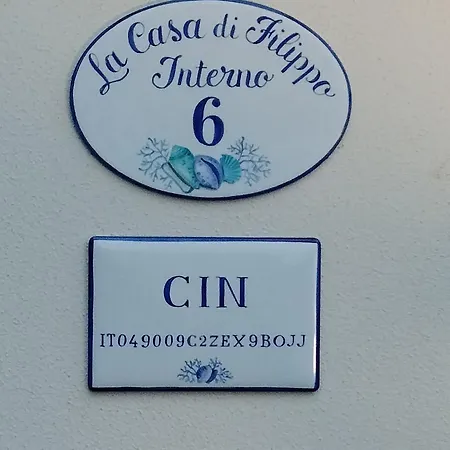 La Casa di Filippo
Interno
6
CIN
IT049009C2ZEX9BOJJ